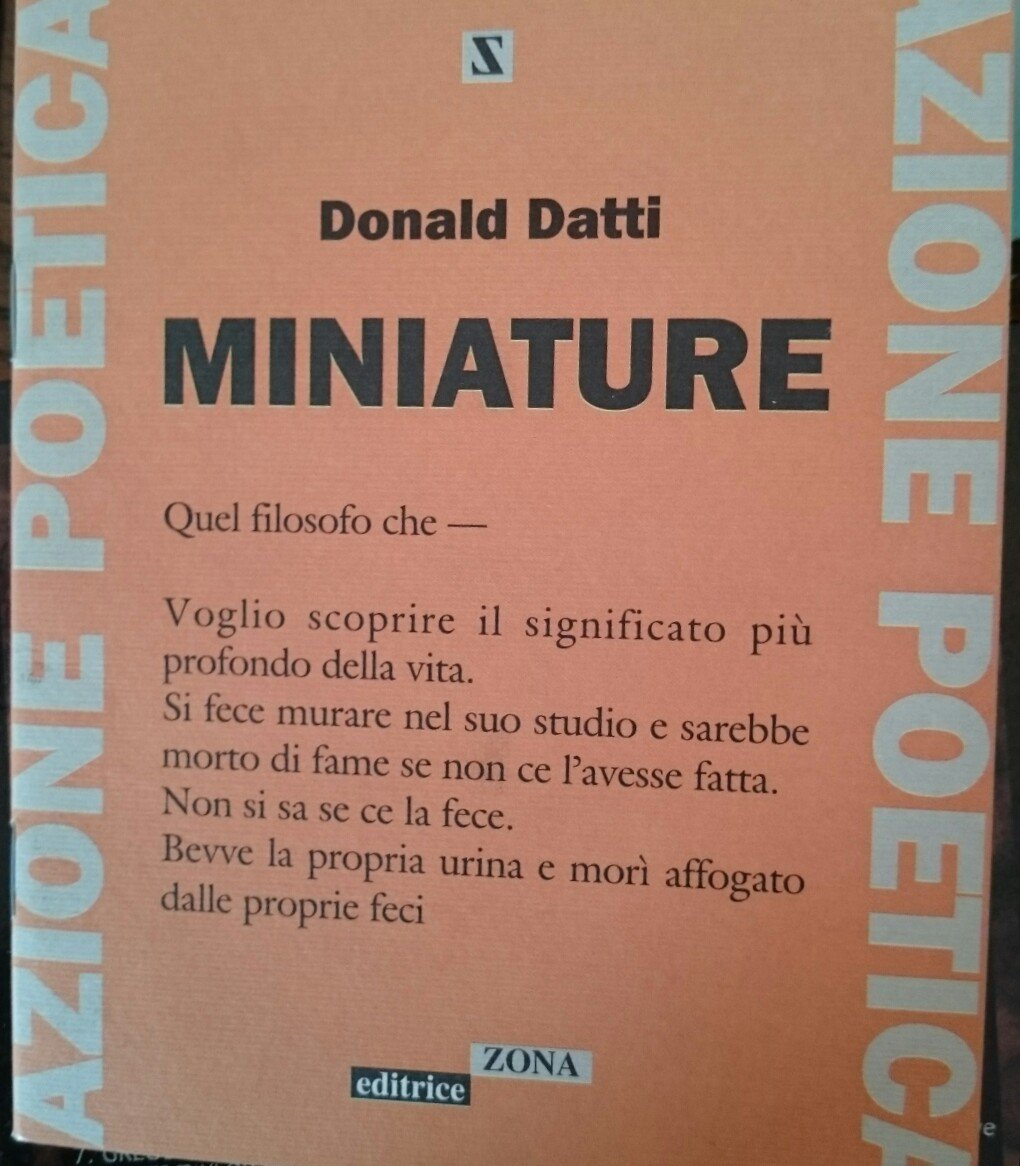 Z
Donald Datti
MINIATURE
Quel filosofo che —
Voglio scoprire il significato più
profondo della vita.
Si fece murare nel suo studio e sarebbe
morto di fame se non ce l'avesse fatta.
Non si sa se ce la fece.
Bevve la propria urina e morì affogato
dalle proprie feci
editrice ZONA
AZIONE POETICA
AZIONE POETICA